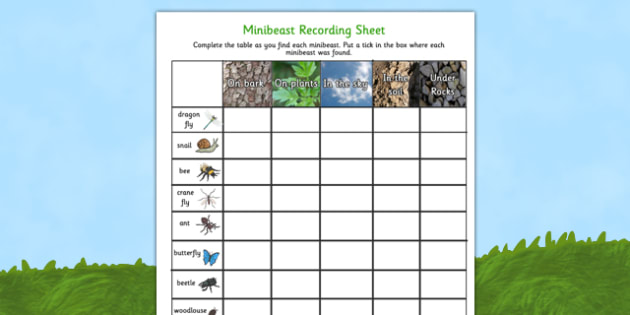 Minibeast Recording Sheet
Complete the table as you find each minibeast. Put a tick in the box where each
minibeast was found.
On bark
On plants
In the sky
In the
soil
Under
Rocks
dragon
fly
snail
bee
crane
fly
ant
butterfly
beetle
woodlouse